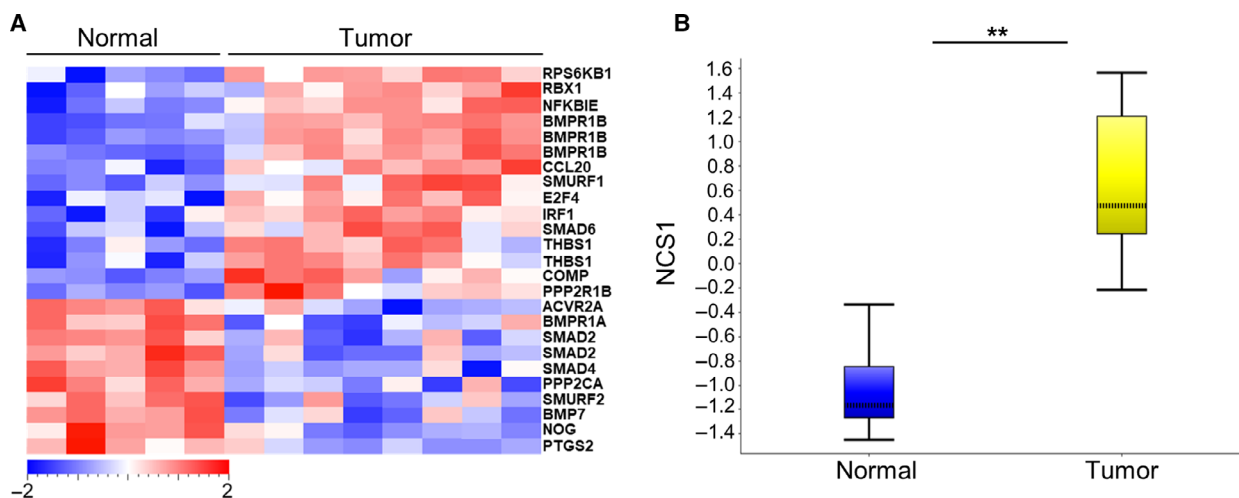 A
Normal
Tumor
RPS6KB1
RBX1
NFKBIE
BMPR1B
BMPR1B
BMPR1B
CCL20
SMURF1
E2F4
IRF1
SMAD6
THBS1
THBS1
COMP
PPP2R1B
ACVR2A
BMPR1A
SMAD2
SMAD2
SMAD4
PPP2CA
SMURF2
BMP7
NOG
PTGS2
−2
2
B
**
NCS1
1.6
1.4
1.2
1.0
0.8
0.6
0.4
0.2
0.0
−0.2
−0.4
−0.6
−0.8
−1.0
−1.2
−1.4
Normal
Tumor